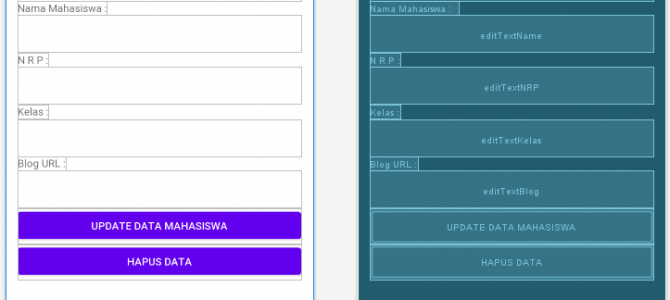 Nama Mahasiswa :
N R P :
Kelas :
Blog URL :
UPDATE DATA MAHASISWA
HAPUS DATA
Nama Mahasiswa :
editTextName
N R P :
editTextNRP
Kelas :
editTextKelas
Blog URL :
editTextBlog
UPDATE DATA MAHASISWA
HAPUS DATA